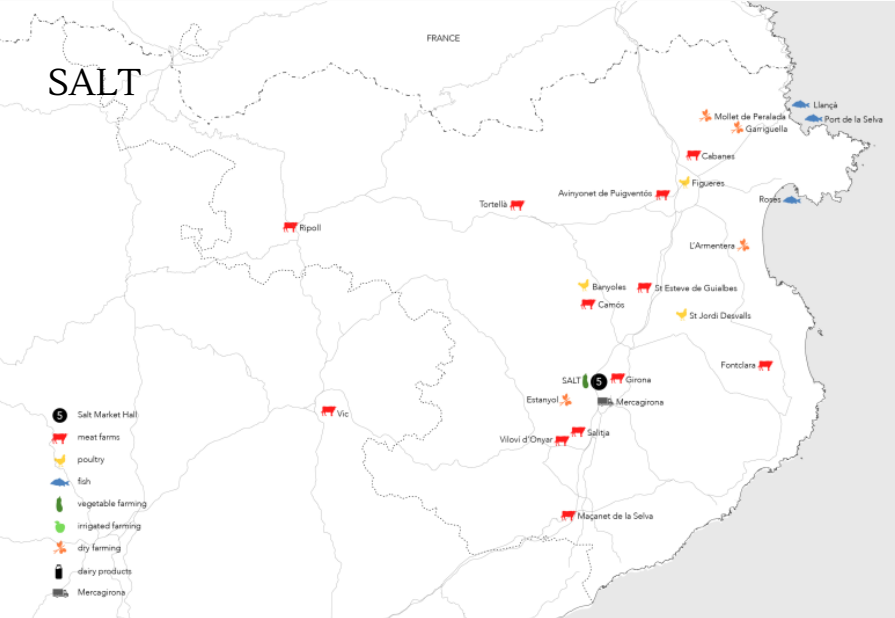 FRANCE
SALT
Llançà
Port de la Selva
Mollet de Peralada
Garriguella
Cabanes
Figueres
Avinyonet de Puigventós
Tortellà
Roses
Ripoll
L'Armentera
Banyoles
St Esteve de Guialbes
Camós
St Jordi Desvalls
Fontclara
SALT
5
Girona
Estanyol
Mercagirona
Vic
Salitja
Vilovi d'Onyar
Maçanet de la Selva
5 Salt Market Hall
meat farms
poultry
fish
vegetable farming
irrigated farming
dry farming
dairy products
Mercagirona